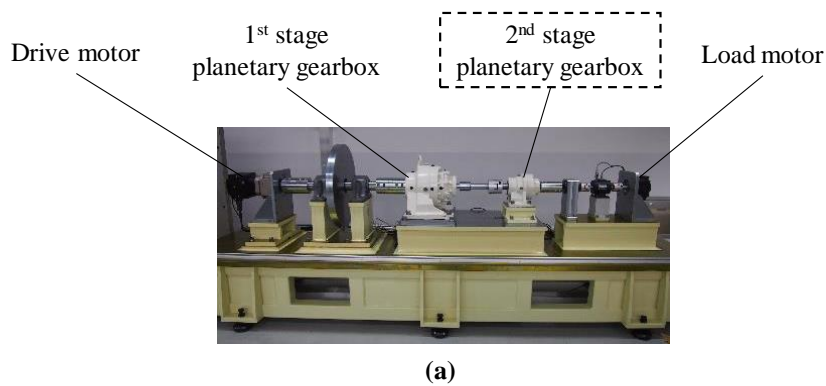 Drive motor
1st stage
planetary gearbox
2nd stage
planetary gearbox
Load motor
(a)